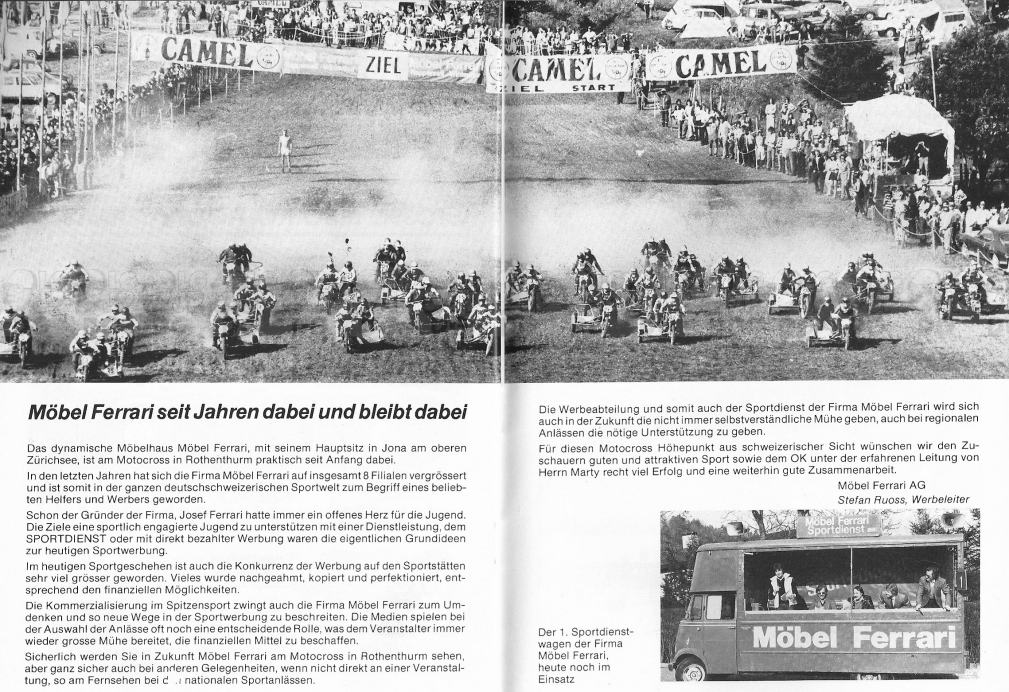 CAMEL
ZIEL
CAMEL
CAMEL
ZIEL START
Möbel Ferrari seit Jahren dabei und bleibt dabei
Das dynamische Möbelhaus Möbel Ferrari, mit seinem Hauptsitz in Jona am oberen
Zürichsee, ist am Motocross in Rothenthurm praktisch seit Anfang dabei.
In den letzten Jahren hat sich die Firma Möbel Ferrari auf insgesamt 8 Filialen vergrössert
und ist somit in der ganzen deutschschweizerischen Sportwelt zum Begriff eines belieb-
ten Helfers und Werbers geworden.
Schon der Gründer der Firma, Josef Ferrari hatte immer ein offenes Herz für die Jugend.
Die Ziele eine sportlich engagierte Jugend zu unterstützen mit einer Dienstleistung, dem
SPORTDIENST oder mit direkt bezahlter Werbung waren die eigentlichen Grundideen
zur heutigen Sportwerbung.
Im heutigen Sportgeschehen ist auch die Konkurrenz der Werbung auf den Sportstätten
sehr viel grösser geworden. Vieles wurde nachgeahmt, kopiert und perfektioniert, ent-
sprechend den finanziellen Möglichkeiten.
Die Kommerzialisierung im Spitzensport zwingt auch die Firma Möbel Ferrari zum Um-
denken und so neue Wege in der Sportwerbung zu beschreiten. Die Medien spielen bei
der Auswahl der Anlässe oft noch eine entscheidende Rolle, was dem Veranstalter immer
wieder grosse Mühe bereitet, die finanziellen Mittel zu beschaffen.
Sicherlich werden Sie in Zukunft Möbel Ferrari am Motocross in Rothenthurm sehen,
aber ganz sicher auch bei anderen Gelegenheiten, wenn nicht direkt an einer Veranstal-
tung, so am Fernsehen bei nationalen Sportanlässen.
Die Werbeabteilung und somit auch der Sportdienst der Firma Möbel Ferrari wird sich
auch in der Zukunft die nicht immer selbstverständliche Mühe geben, auch bei regionalen
Anlässen die nötige Unterstützung zu geben.
Für diesen Motocross Höhepunkt aus schweizerischer Sicht wünschen wir den Zu-
schauern guten und attraktiven Sport sowie dem OK unter der erfahrenen Leitung von
Herrn Marty recht viel Erfolg und eine weiterhin gute Zusammenarbeit.
Möbel Ferrari AG
Stefan Ruoss, Werbeleiter
Möbel Ferrari
Sportdienst
Möbel Ferrari
Der 1. Sportdienst-
wagen der Firma
Möbel Ferrari,
heute noch im
Einsatz